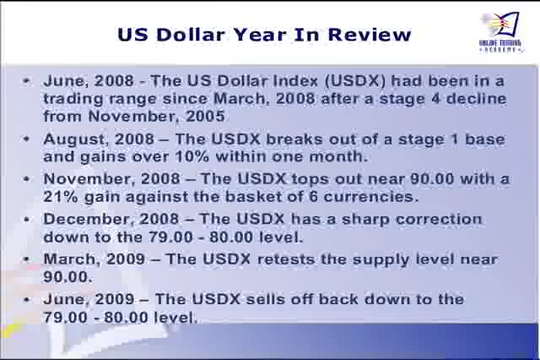 US Dollar Year In Review
ONLINE TRADING
ACADEMY
• June, 2008 - The US Dollar Index (USDX) had been in a
trading range since March, 2008 after a stage 4 decline
from November, 2005
• August, 2008 – The USDX breaks out of a stage 1 base
and gains over 10% within one month.
• November, 2008 – The USDX tops out near 90.00 with a
21% gain against the basket of 6 currencies.
• December, 2008 – The USDX has a sharp correction
down to the 79.00 - 80.00 level.
• March, 2009 – The USDX retests the supply level near
90.00.
• June, 2009 – The USDX sells off back down to the
79.00 - 80.00 level.